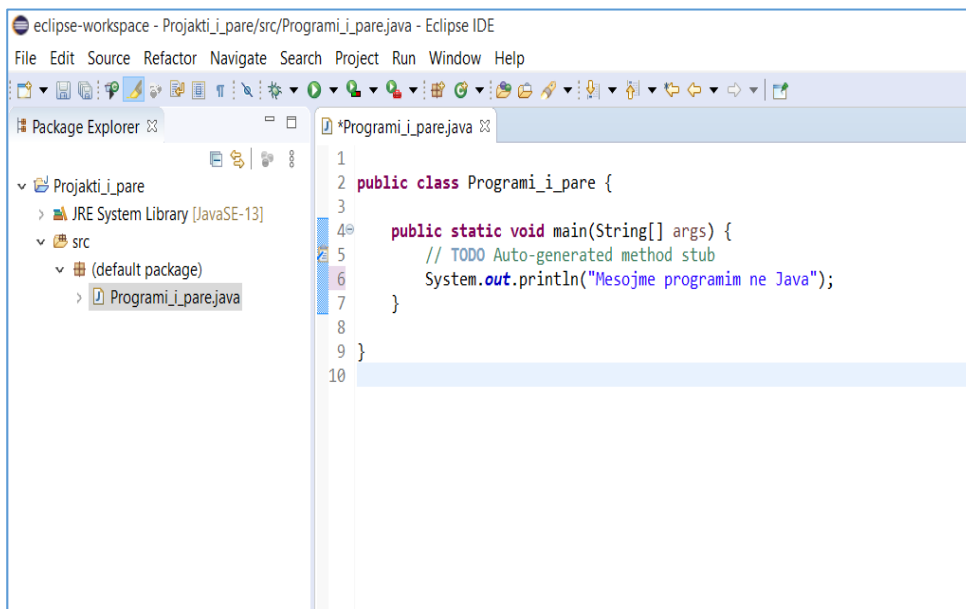 eclipse-workspace - Projakti_i_pare/src/Programi_i_pare.java - Eclipse IDE
File Edit Source Refactor Navigate Search Project Run Window Help
Package Explorer
Projakti_i_pare
JRE System Library [JavaSE-13]
src
(default package)
Programi_i_pare.java
*Programi_i_pare.java
1
2 public class Programi_i_pare {
3
4 public static void main(String[] args) {
5 // TODO Auto-generated method stub
6 System.out.println("Mesojme programim ne Java");
7 }
8
9 }
10